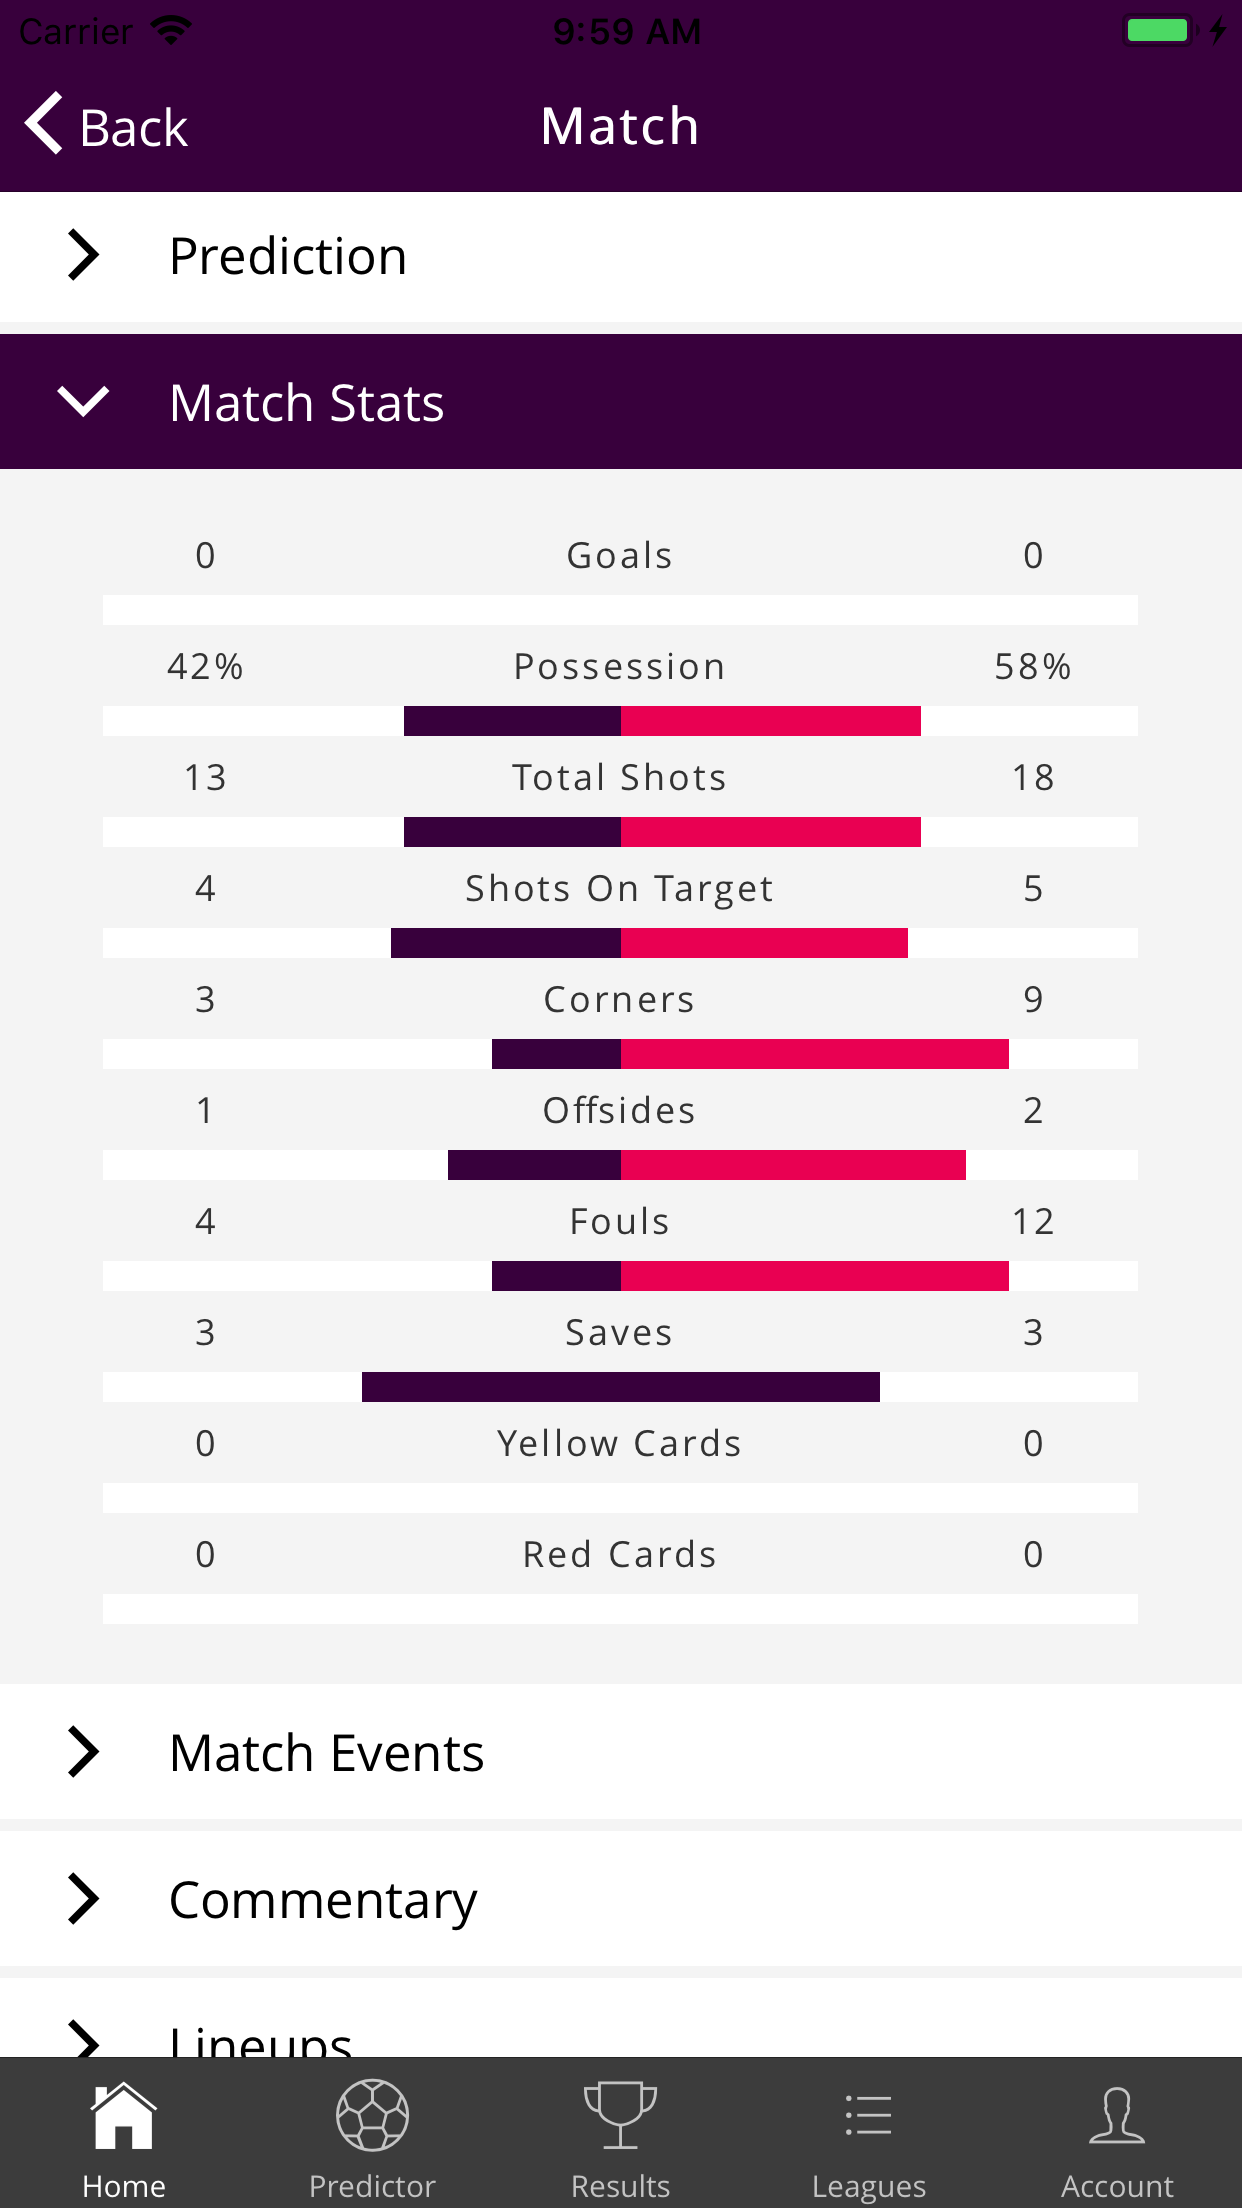 Carrier 9:59 AM
Back Match
Prediction
Match Stats
0 Goals 0
42% Possession 58%
13 Total Shots 18
4 Shots On Target 5
3 Corners 9
1 Offsides 2
4 Fouls 12
3 Saves 3
0 Yellow Cards 0
0 Red Cards 0
Match Events
Commentary
Lineups
Home Predictor Results Leagues Account